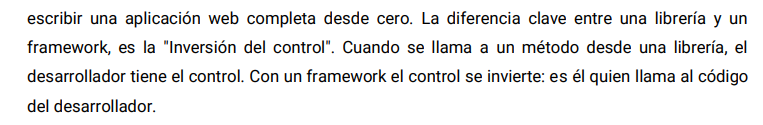 escribir una aplicación web completa desde cero. La diferencia clave entre una librería y un
framework, es la "Inversión del control". Cuando se llama a un método desde una librería, el
desarrollador tiene el control. Con un framework el control se invierte: es él quien llama al código
del desarrollador.